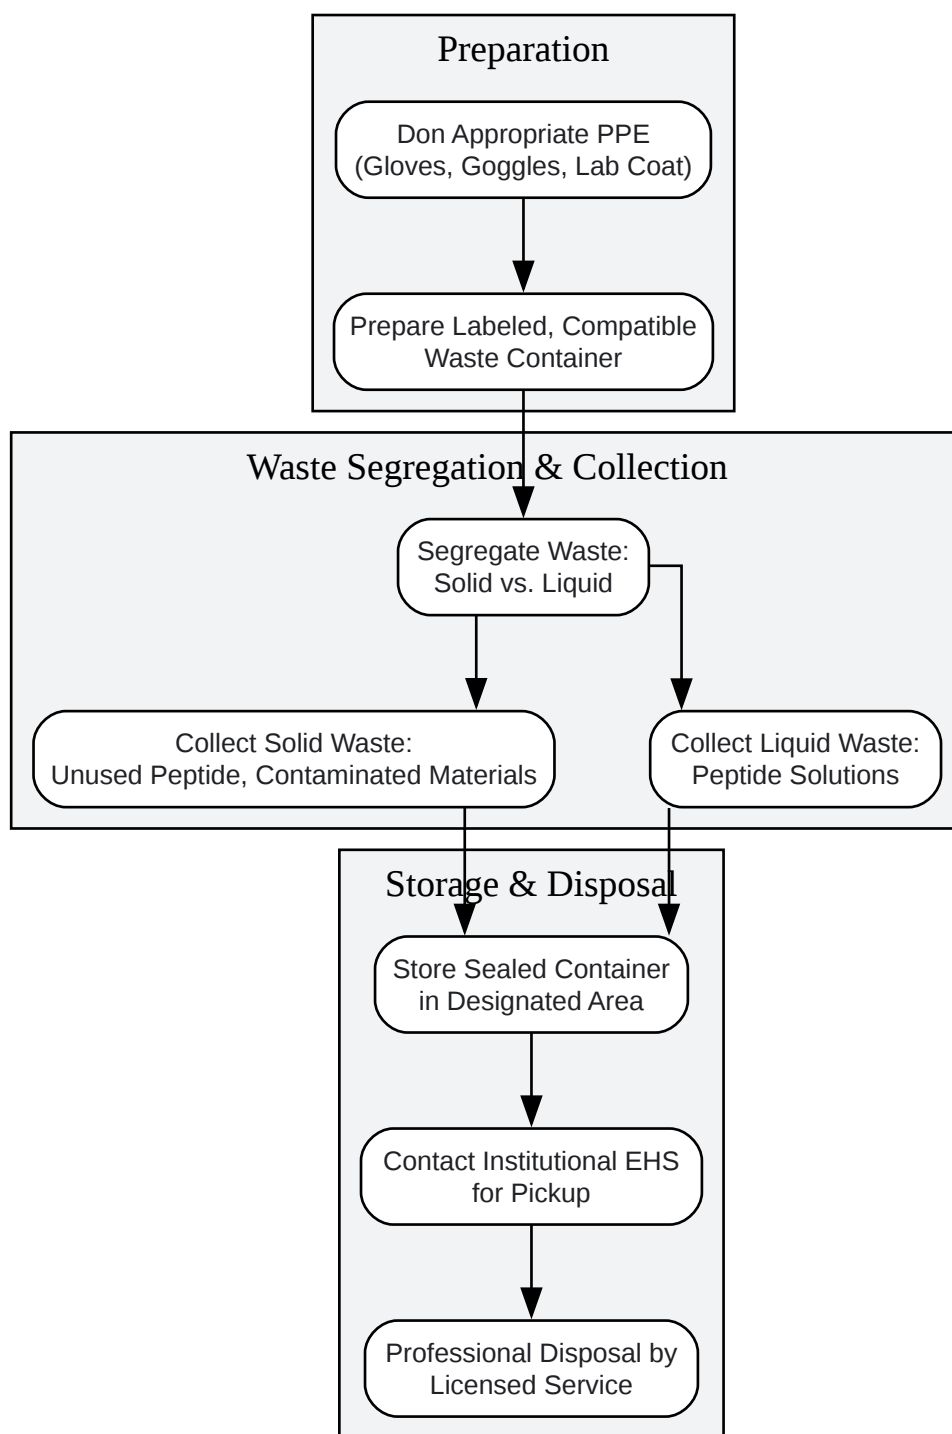 Preparation
Don Appropriate PPE
(Gloves, Goggles, Lab Coat)
Prepare Labeled, Compatible
Waste Container
Waste Segregation & Collection
Segregate Waste:
Solid vs. Liquid
Collect Solid Waste:
Unused Peptide, Contaminated Materials
Collect Liquid Waste:
Peptide Solutions
Storage & Disposal
Store Sealed Container
in Designated Area
Contact Institutional EHS
for Pickup
Professional Disposal by
Licensed Service